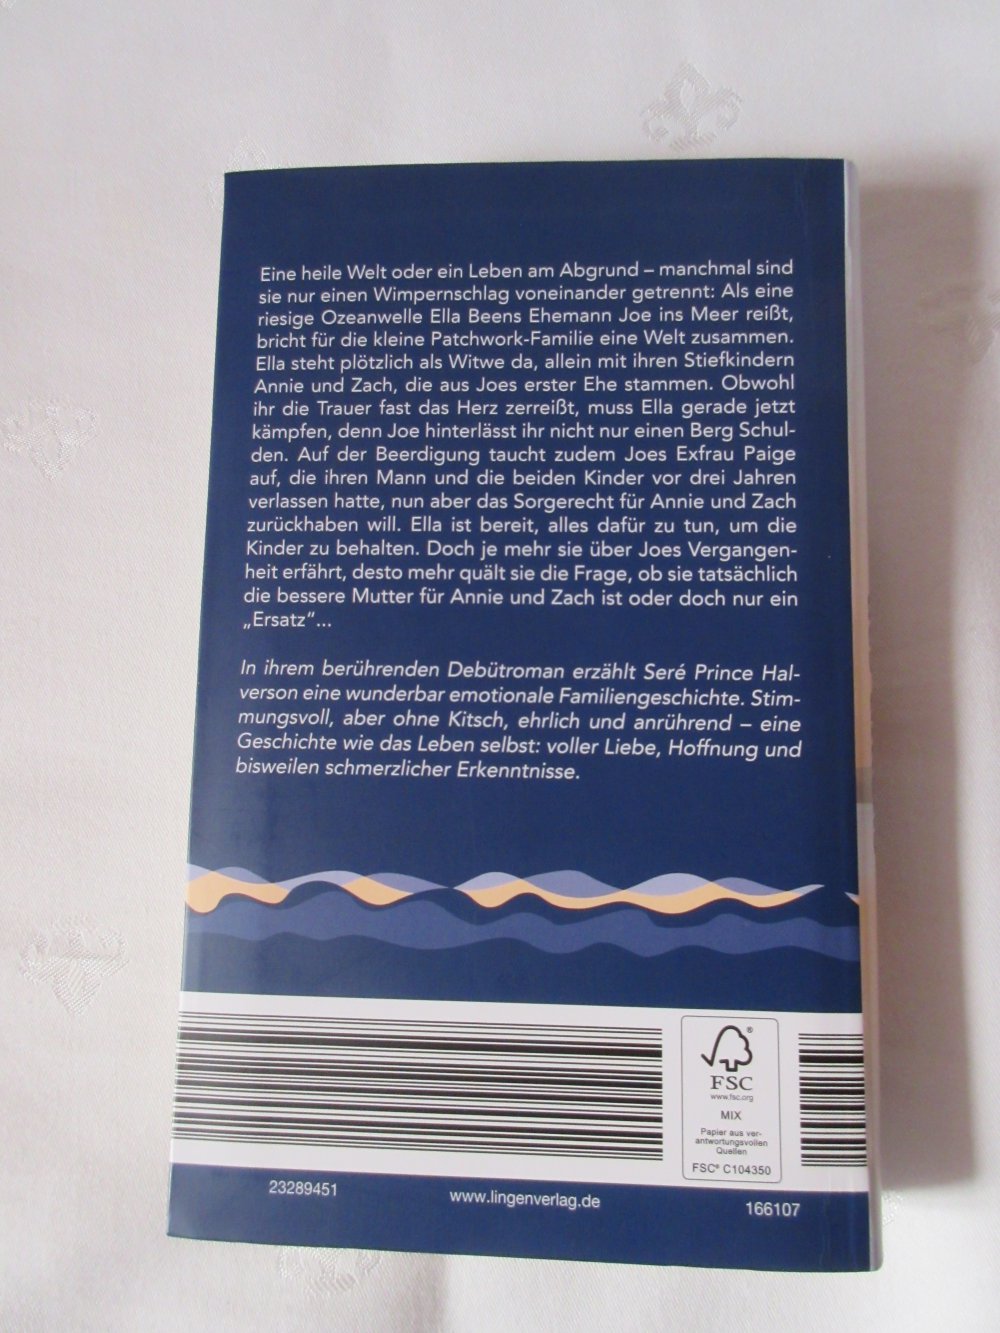 Eine heile Welt oder ein Leben am Abgrund – manchmal sind
sie nur einen Wimpernschlag voneinander getrennt: Als eine
riesige Ozeanwelle Ella Beens Ehemann Joe ins Meer reißt,
bricht für die kleine Patchwork-Familie eine Welt zusammen.
Ella steht plötzlich als Witwe da, allein mit ihren Stiefkindern
Annie und Zach, die aus Joes erster Ehe stammen. Obwohl
ihr die Trauer fast das Herz zerreißt, muss Ella gerade jetzt
kämpfen, denn Joe hinterlässt ihr nicht nur einen Berg Schul-
den. Auf der Beerdigung taucht zudem Joes Exfrau Paige
auf, die ihren Mann und die beiden Kinder vor drei Jahren
verlassen hatte, nun aber das Sorgerecht für Annie und Zach
zurückhaben will. Ella ist bereit, alles dafür zu tun, um die
Kinder zu behalten. Doch je mehr sie über Joes Vergangen-
heit erfährt, desto mehr quält sie die Frage, ob sie tatsächlich
die bessere Mutter für Annie und Zach ist oder doch nur ein
„Ersatz“...
In ihrem berührenden Debütroman erzählt Seré Prince Hal-
verson eine wunderbar emotionale Familiengeschichte. Stim-
mungsvoll, aber ohne Kitsch, ehrlich und anrührend – eine
Geschichte wie das Leben selbst: voller Liebe, Hoffnung und
bisweilen schmerzlicher Erkenntnisse.
®
FSC
www.fsc.org
MIX
Papier aus ver-
antwortungsvollen
Quellen
FSC® C104350
23289451
www.lingenverlag.de
166107